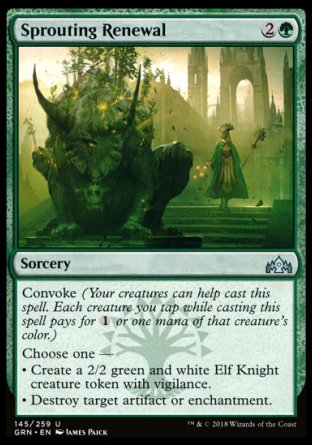 Sprouting Renewal 2
Sorcery
Convoke (Your creatures can help cast this
spell. Each creature you tap while casting
this spell pays for 1 or one mana of that creature's
color.)
Choose one —
• Create a 2/2 green and white Elf Knight
creature token with vigilance.
• Destroy target artifact or enchantment.
145/259 U
GRN • EN JAMES PAICK
™ & © 2018 Wizards of the Coast